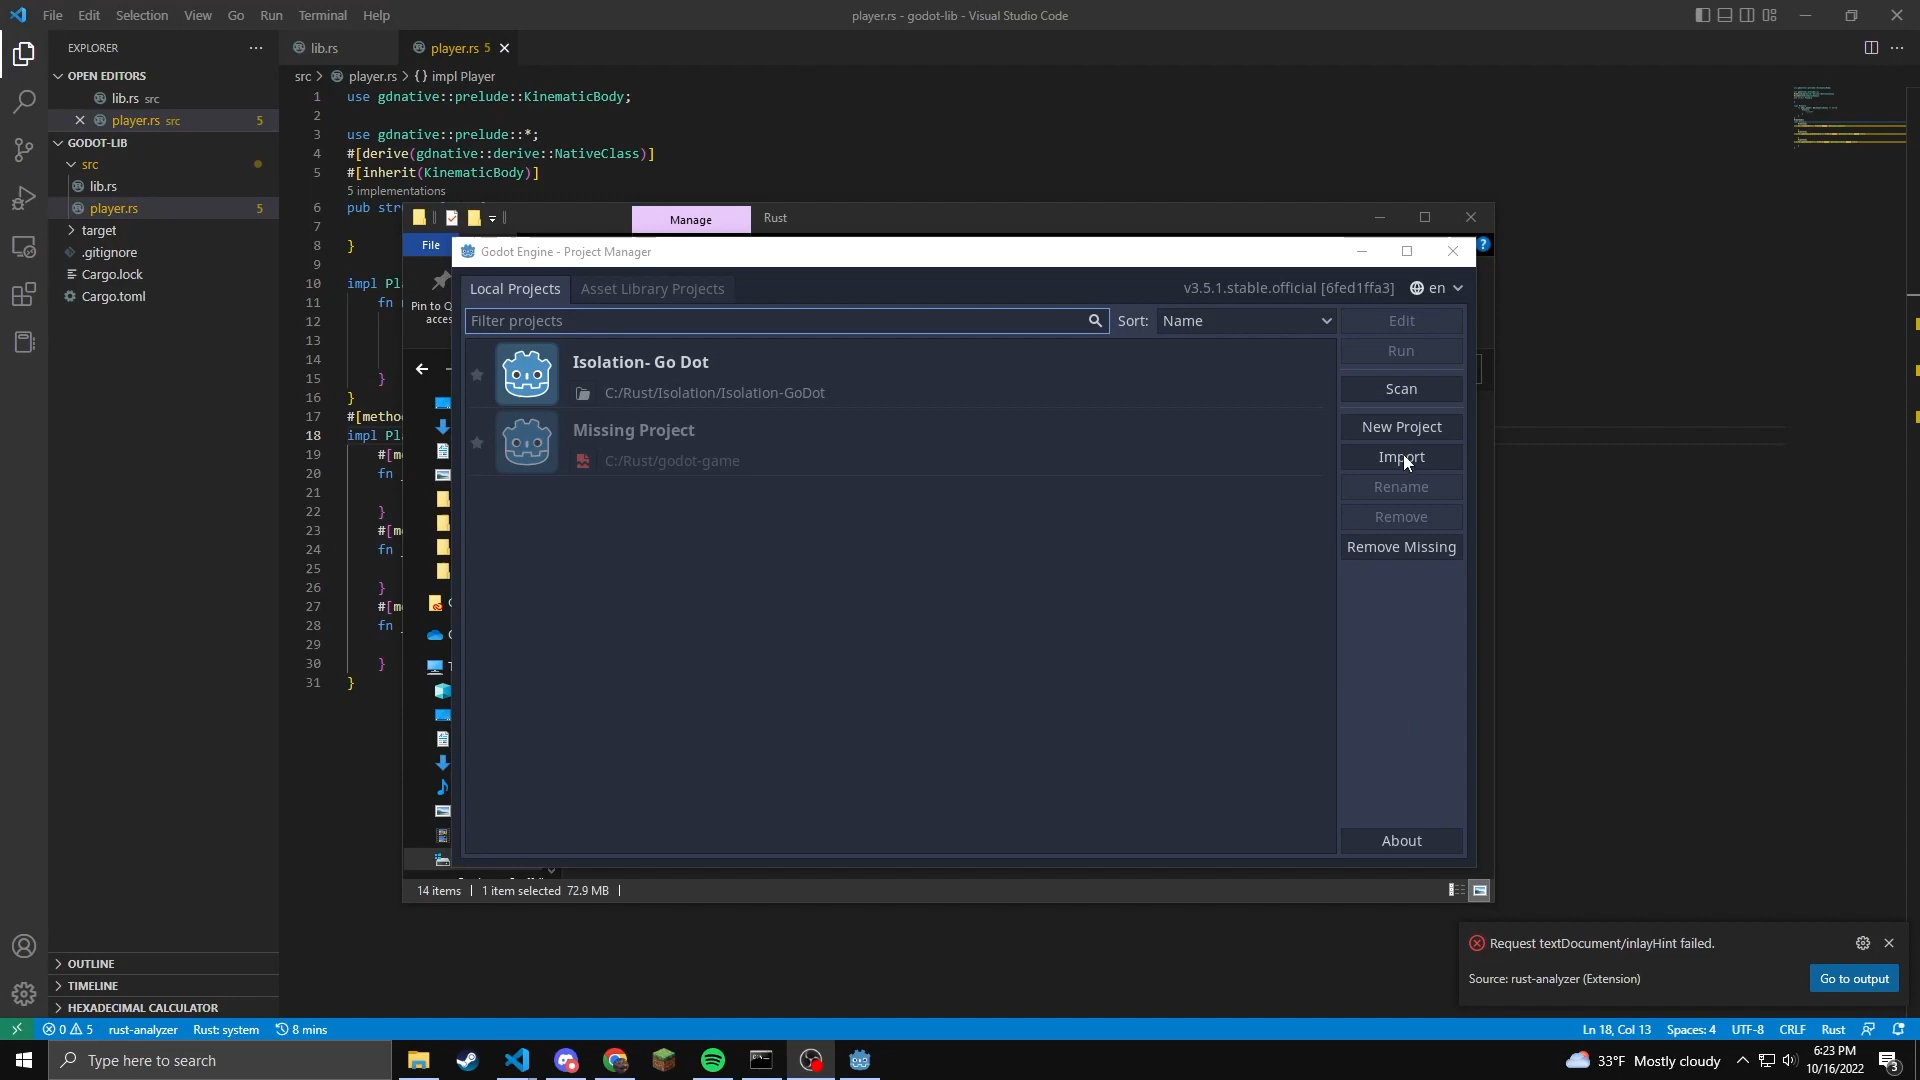 File Edit Selection View Go Run Terminal Help
player.rs - godot-lib - Visual Studio Code
EXPLORER
OPEN EDITORS
lib.rs src
player.rs src 5
GODOT-LIB
src
lib.rs
player.rs 5
target
.gitignore
Cargo.lock
Cargo.toml
OUTLINE
TIMELINE
HEXADECIMAL CALCULATOR
lib.rs
player.rs 5
src > player.rs > {} impl Player
1 use gdnative::prelude::KinematicBody;
2
3 use gdnative::prelude::*;
4 #[derive(gdnative::derive::NativeClass)]
5 #[inherit(KinematicBody)]
5 implementations
6 pub str
7
8 }
9
10 impl Pl
11 fn
12
13
14
15 }
16 }
17 #[metho
18 impl Pl
19 #[m
20 fn _
21
22 }
23 #[m
24 fn _
25
26 }
27 #[m
28 fn _
29
30 }
31 }
Manage
Rust
File
Pin to Q
acces
14 items | 1 item selected 72.9 MB |
Godot Engine - Project Manager
Local Projects
Asset Library Projects
v3.5.1.stable.official [6fed1ffa3]
en
Filter projects
Sort: Name
Isolation- Go Dot
C:/Rust/Isolation/Isolation-GoDot
Missing Project
C:/Rust/godot-game
Edit
Run
Scan
New Project
Import
Rename
Remove
Remove Missing
About
Request textDocument/inlayHint failed.
Source: rust-analyzer (Extension)
Go to output
0 5 rust-analyzer Rust: system 8 mins
Ln 18, Col 13 Spaces: 4 UTF-8 CRLF Rust
Type here to search
33°F Mostly cloudy
6:23 PM
10/16/2022
3